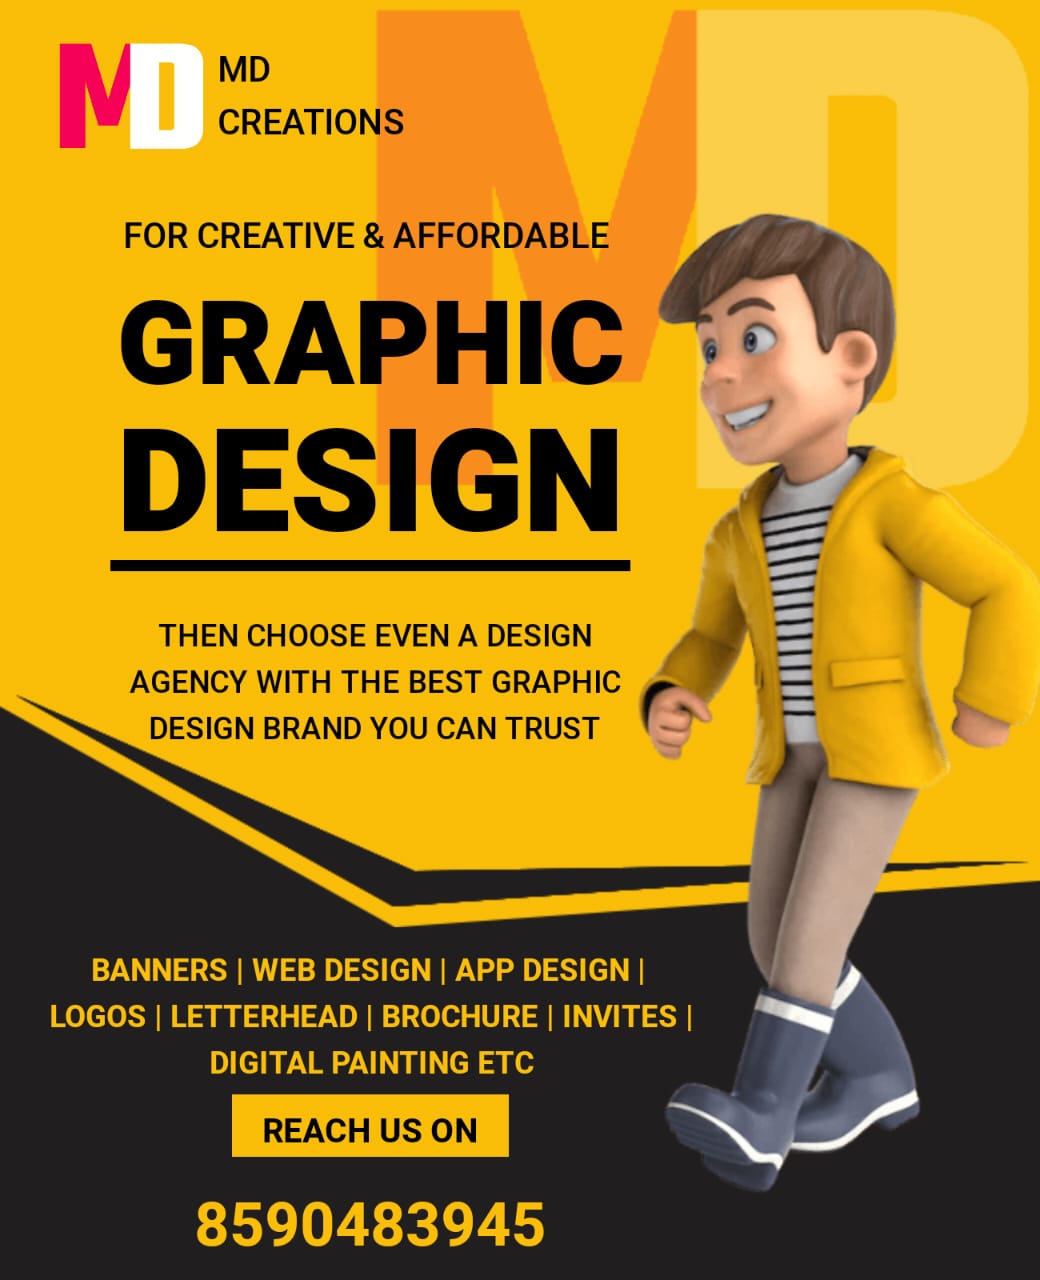 MD
MD
CREATIONS
MD
FOR CREATIVE & AFFORDABLE
GRAPHIC
DESIGN
THEN CHOOSE EVEN A DESIGN
AGENCY WITH THE BEST GRAPHIC
DESIGN BRAND YOU CAN TRUST
BANNERS | WEB DESIGN | APP DESIGN |
LOGOS | LETTERHEAD | BROCHURE | INVITES |
DIGITAL PAINTING ETC
REACH US ON
8590483945